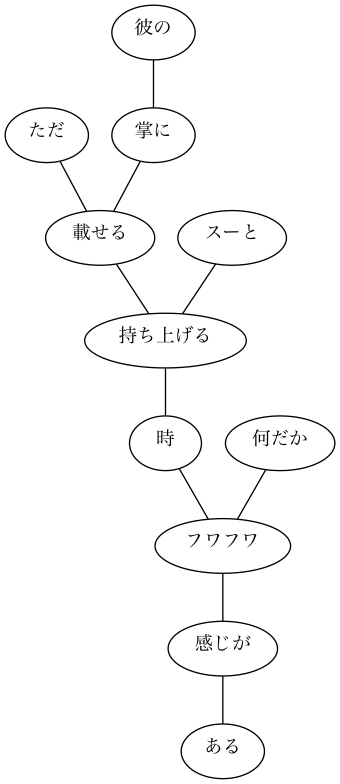 彼の
ただ
掌に
載せる
スーと
持ち上げる
時
何だか
フワフワ
感じが
ある